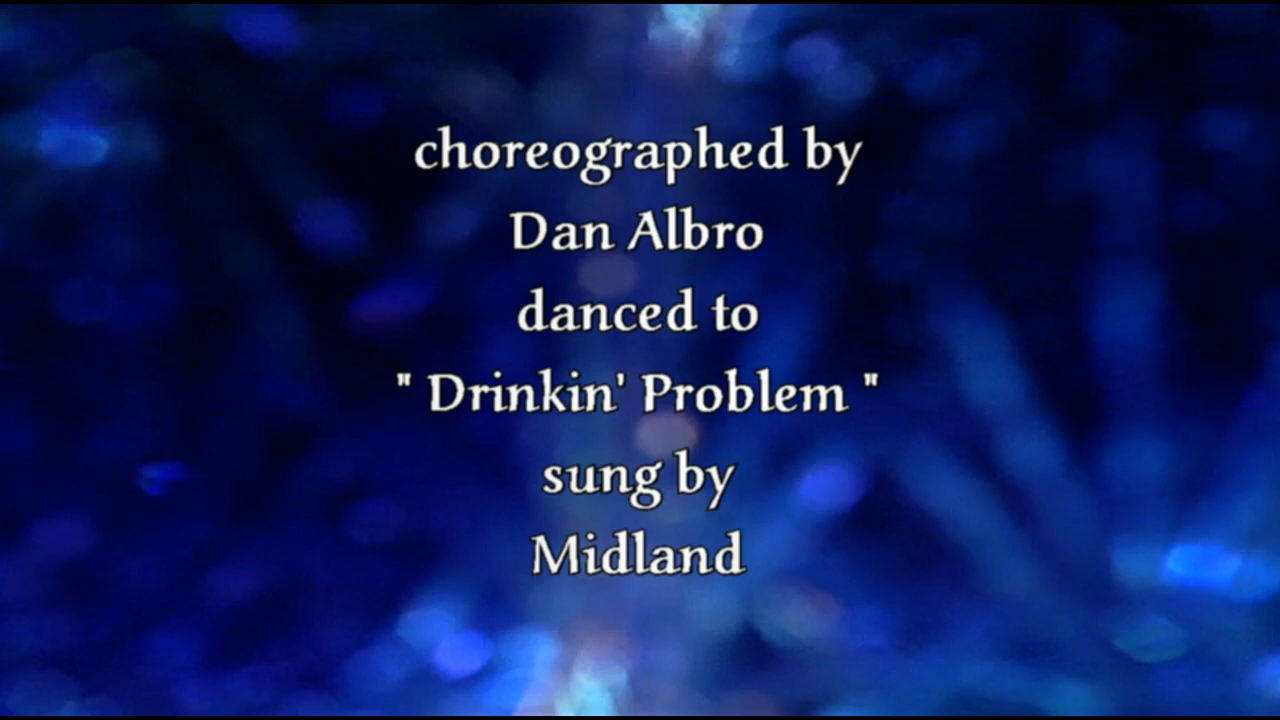 choreographed by
Dan Albro
danced to
" Drinkin' Problem "
sung by
Midland